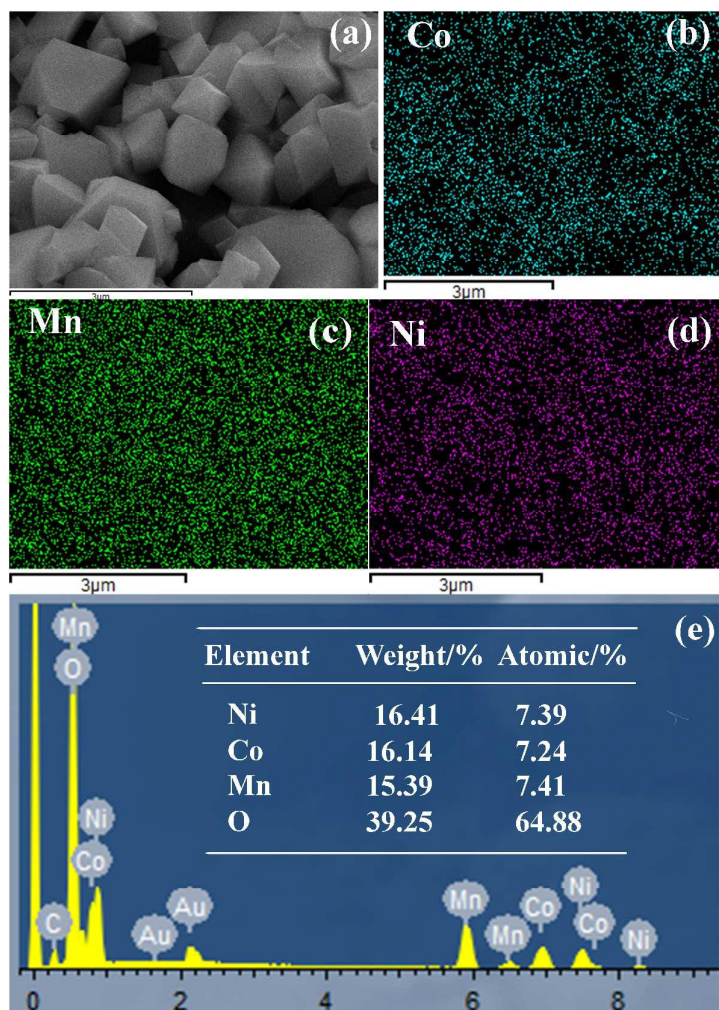 (a)
3μm
Co (b)
3μm
Mn (c)
3μm
Ni (d)
3μm
(e)
Element Weight/% Atomic/%
Ni 16.41 7.39
Co 16.14 7.24
Mn 15.39 7.41
O 39.25 64.88
Mn
O
Ni
Co
C
Au
Au
Mn
Mn
Co
Ni
Co
Ni
0 2 4 6 8